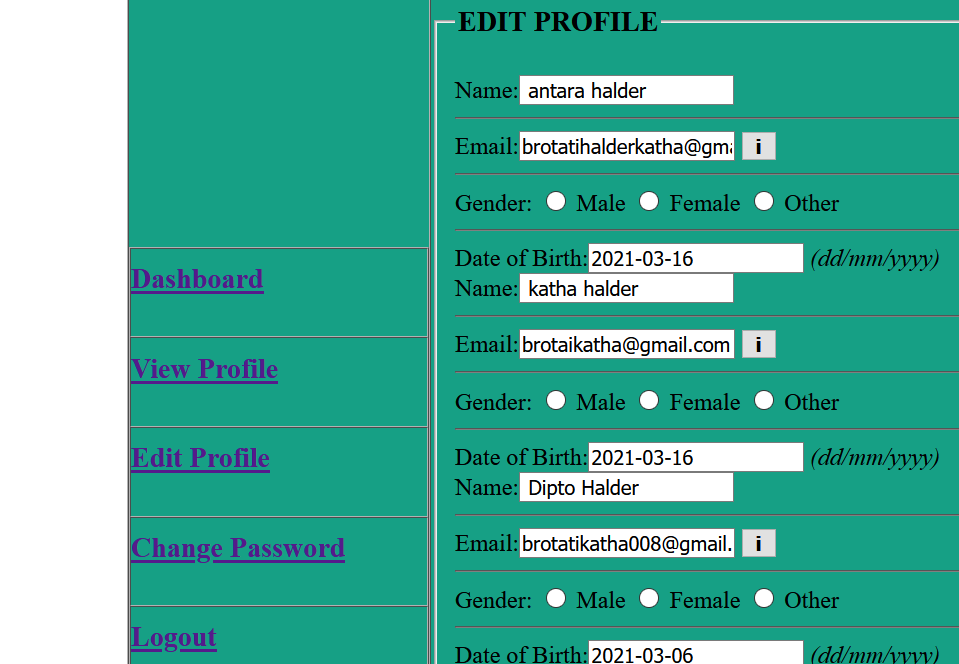 EDIT PROFILE
Name: antara halder
Email: brotatihalderkatha@gma i
Gender: Male Female Other
Date of Birth: 2021-03-16 (dd/mm/yyyy)
Name: katha halder
Email: brotaikatha@gmail.com i
Gender: Male Female Other
Date of Birth: 2021-03-16 (dd/mm/yyyy)
Name: Dipto Halder
Email: brotatikatha008@gmail. i
Gender: Male Female Other
Date of Birth: 2021-03-06 (dd/mm/yyyy)
Dashboard
View Profile
Edit Profile
Change Password
Logout